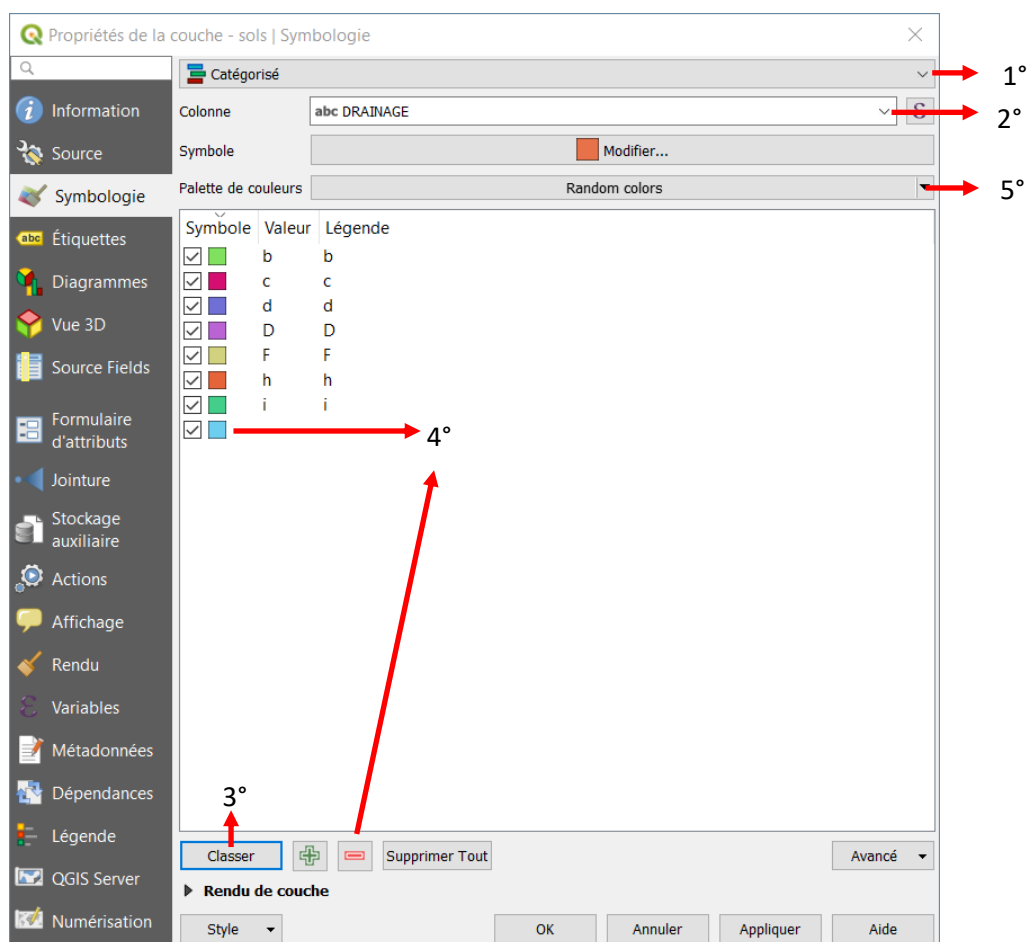 Propriétés de la couche - sols | Symbologie
Catégorisé
1°
Information
Colonne
abc DRAINAGE
ε
2°
Source
Symbole
Modifier...
Symbologie
Palette de couleurs
Random colors
5°
abc Étiquettes
Symbole Valeur Légende
b b
Diagrammes
c c
d d
Vue 3D
D D
F F
Source Fields
h h
i i
Formulaire
d'attributs
4°
Jointure
Stockage
auxiliaire
Actions
Affichage
Rendu
Variables
Métadonnées
Dépendances
3°
Légende
Classer
Supprimer Tout
Avancé
QGIS Server
Rendu de couche
Numérisation
Style
OK
Annuler
Appliquer
Aide